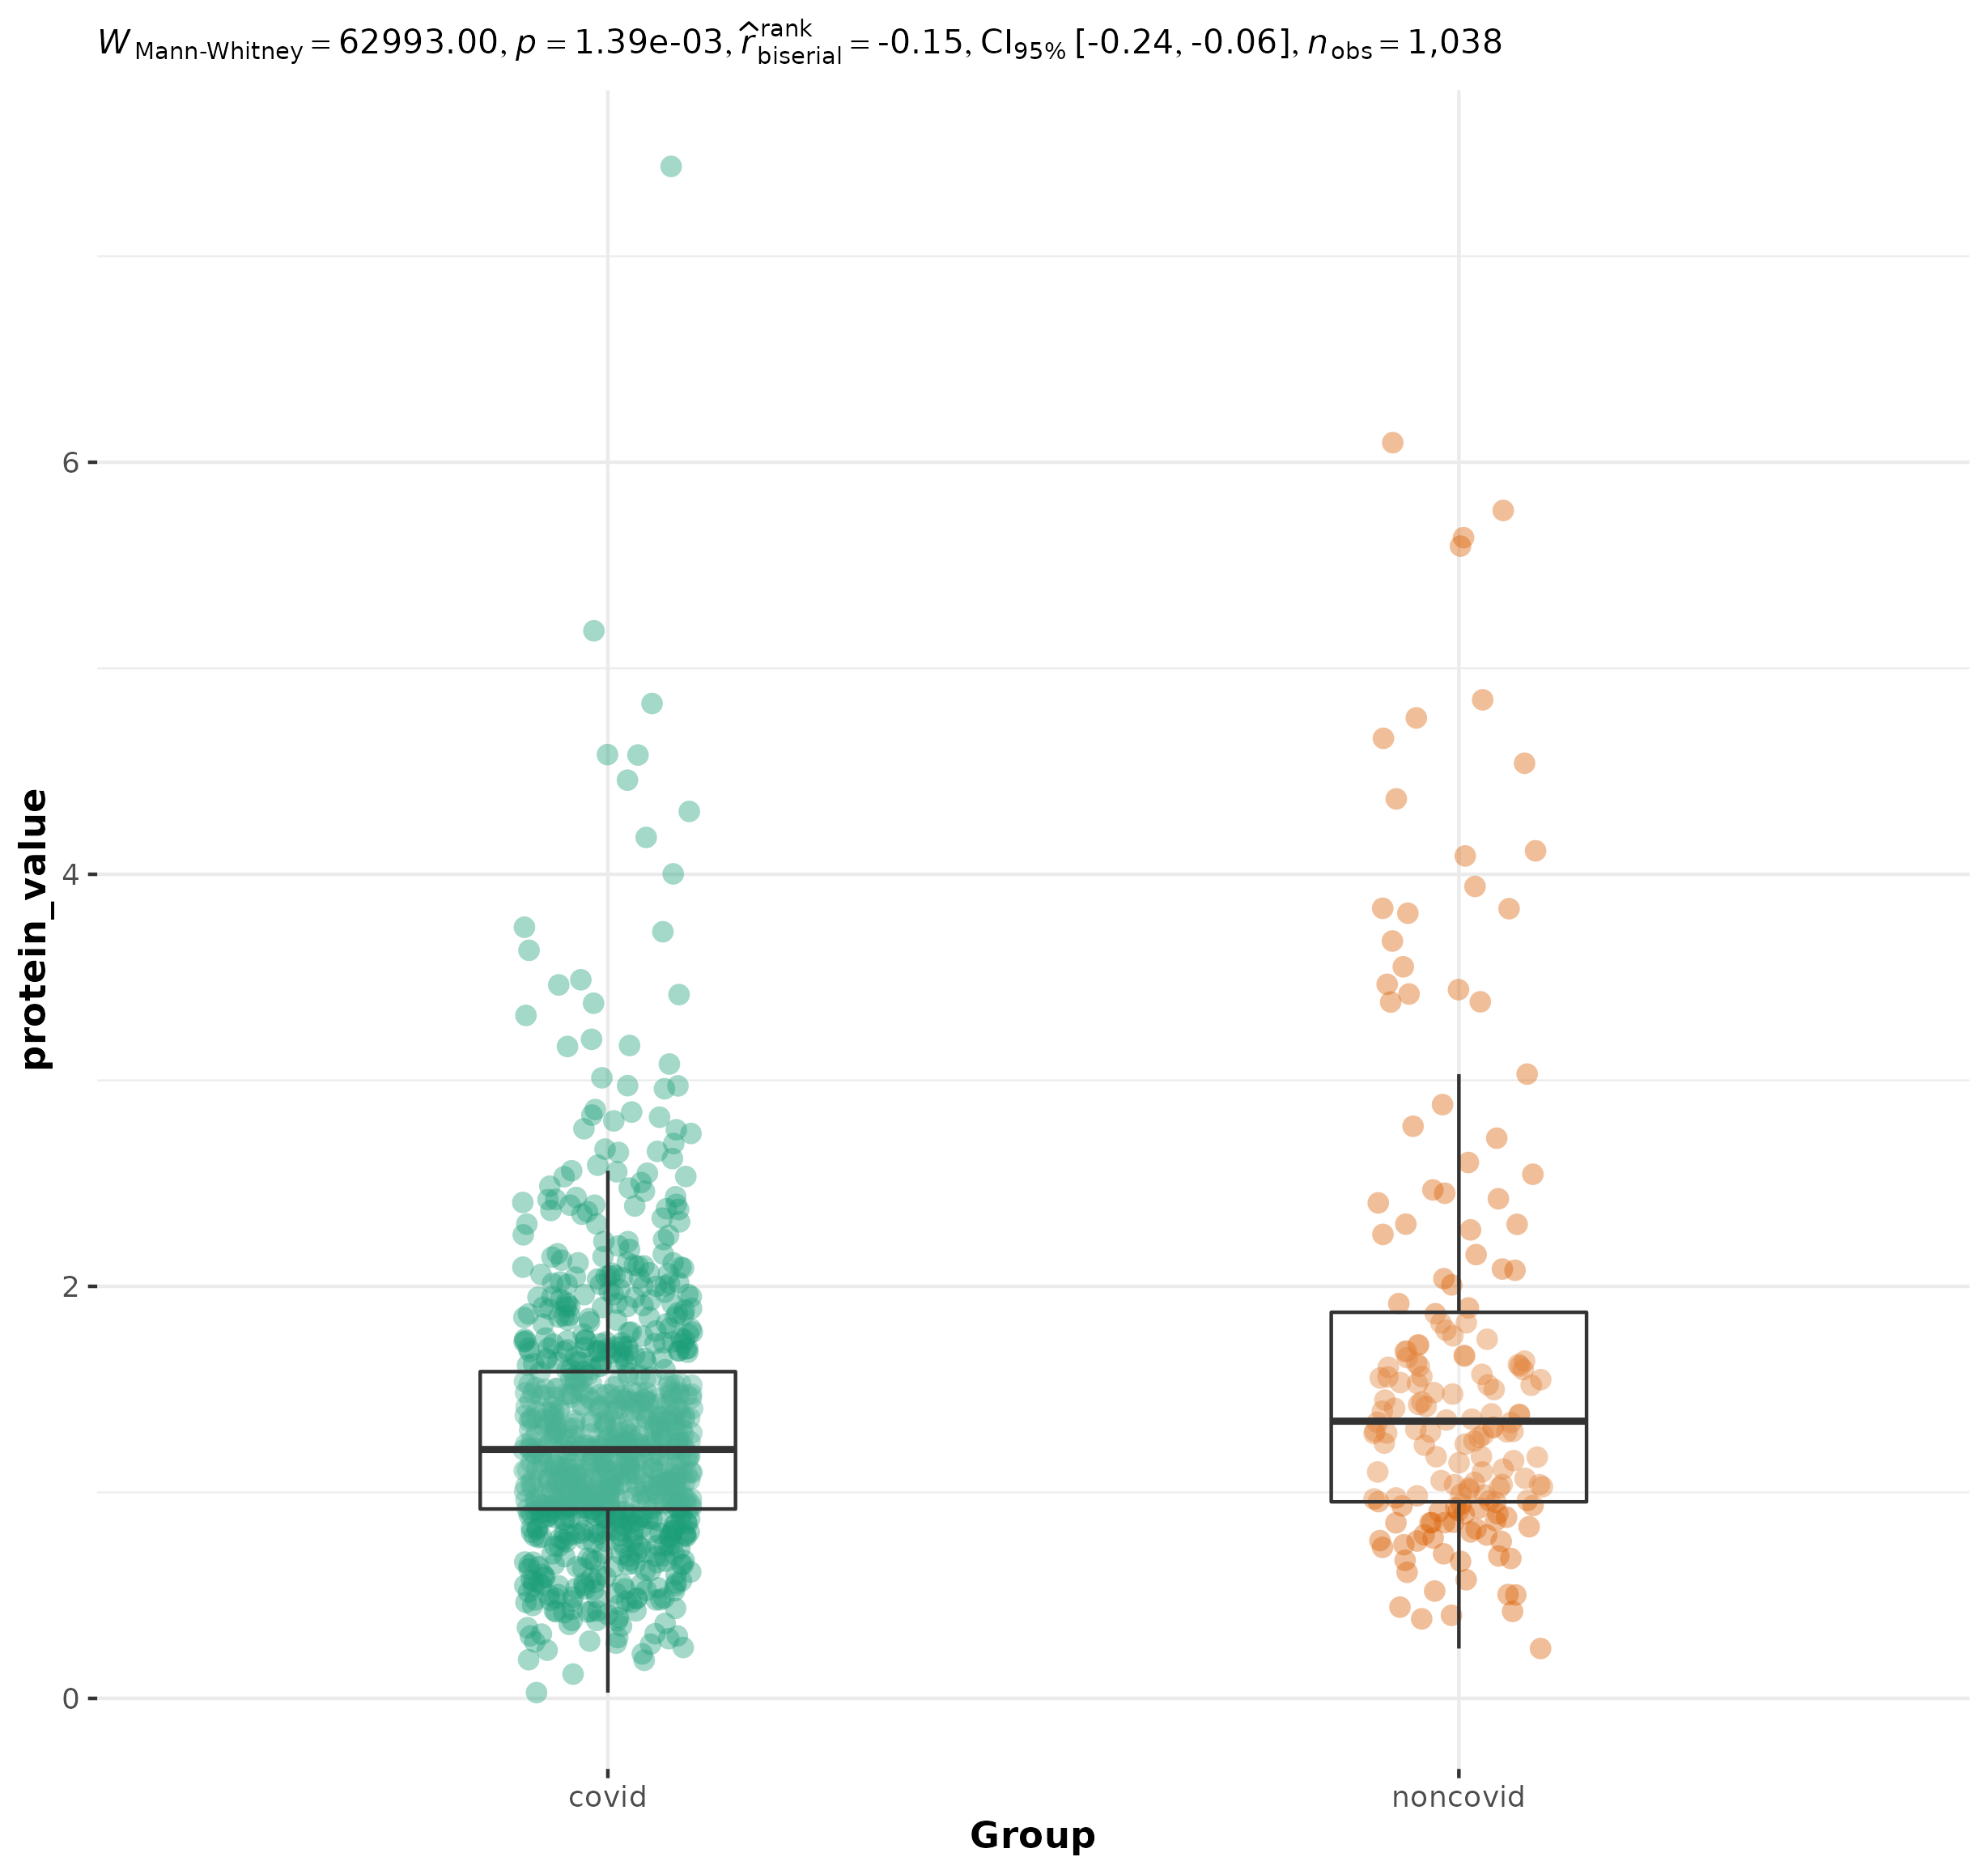 W Mann-Whitney = 62993.00, p = 1.39e-03, r̂ rank biserial = -0.15, CI95% [-0.24, -0.06], nobs = 1,038
6
4
2
0
protein_value
covid noncovid
Group